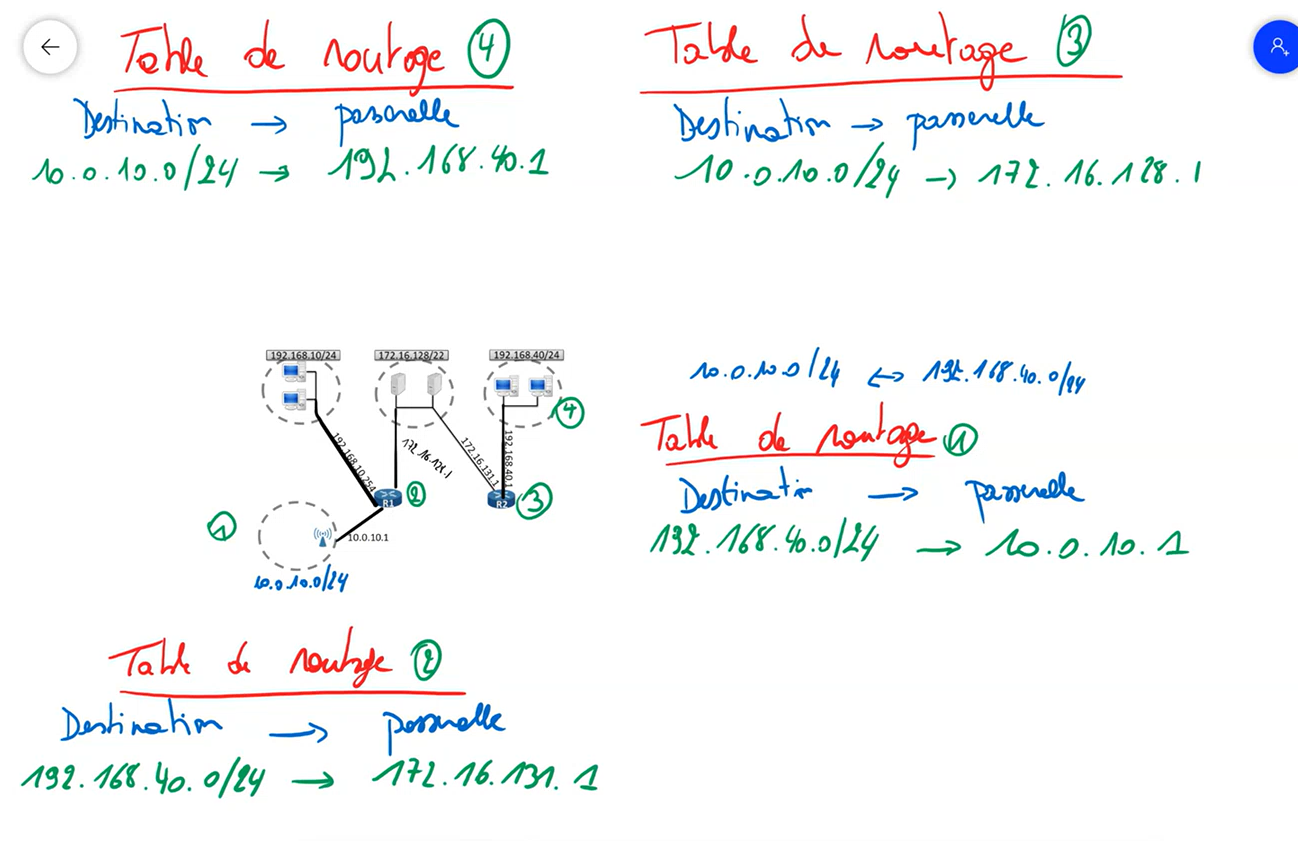 Table de routage 4
Destination → passerelle
10.0.10.0/24 → 192.168.40.1
Table de routage 3
Destination → passerelle
10.0.10.0/24 → 172.16.128.1
192.168.10/24
172.16.128/22
192.168.40/24
4
192.168.10.254
172.16.128.1
172.16.131.1
192.168.40.1
R1
2
R2
3
1
10.0.10.1
10.0.10.0/24
10.0.10.0/24 ↔ 192.168.40.0/24
Table de routage 1
Destination → passerelle
192.168.40.0/24 → 10.0.10.1
Table de routage 2
Destination → passerelle
192.168.40.0/24 → 172.16.131.1